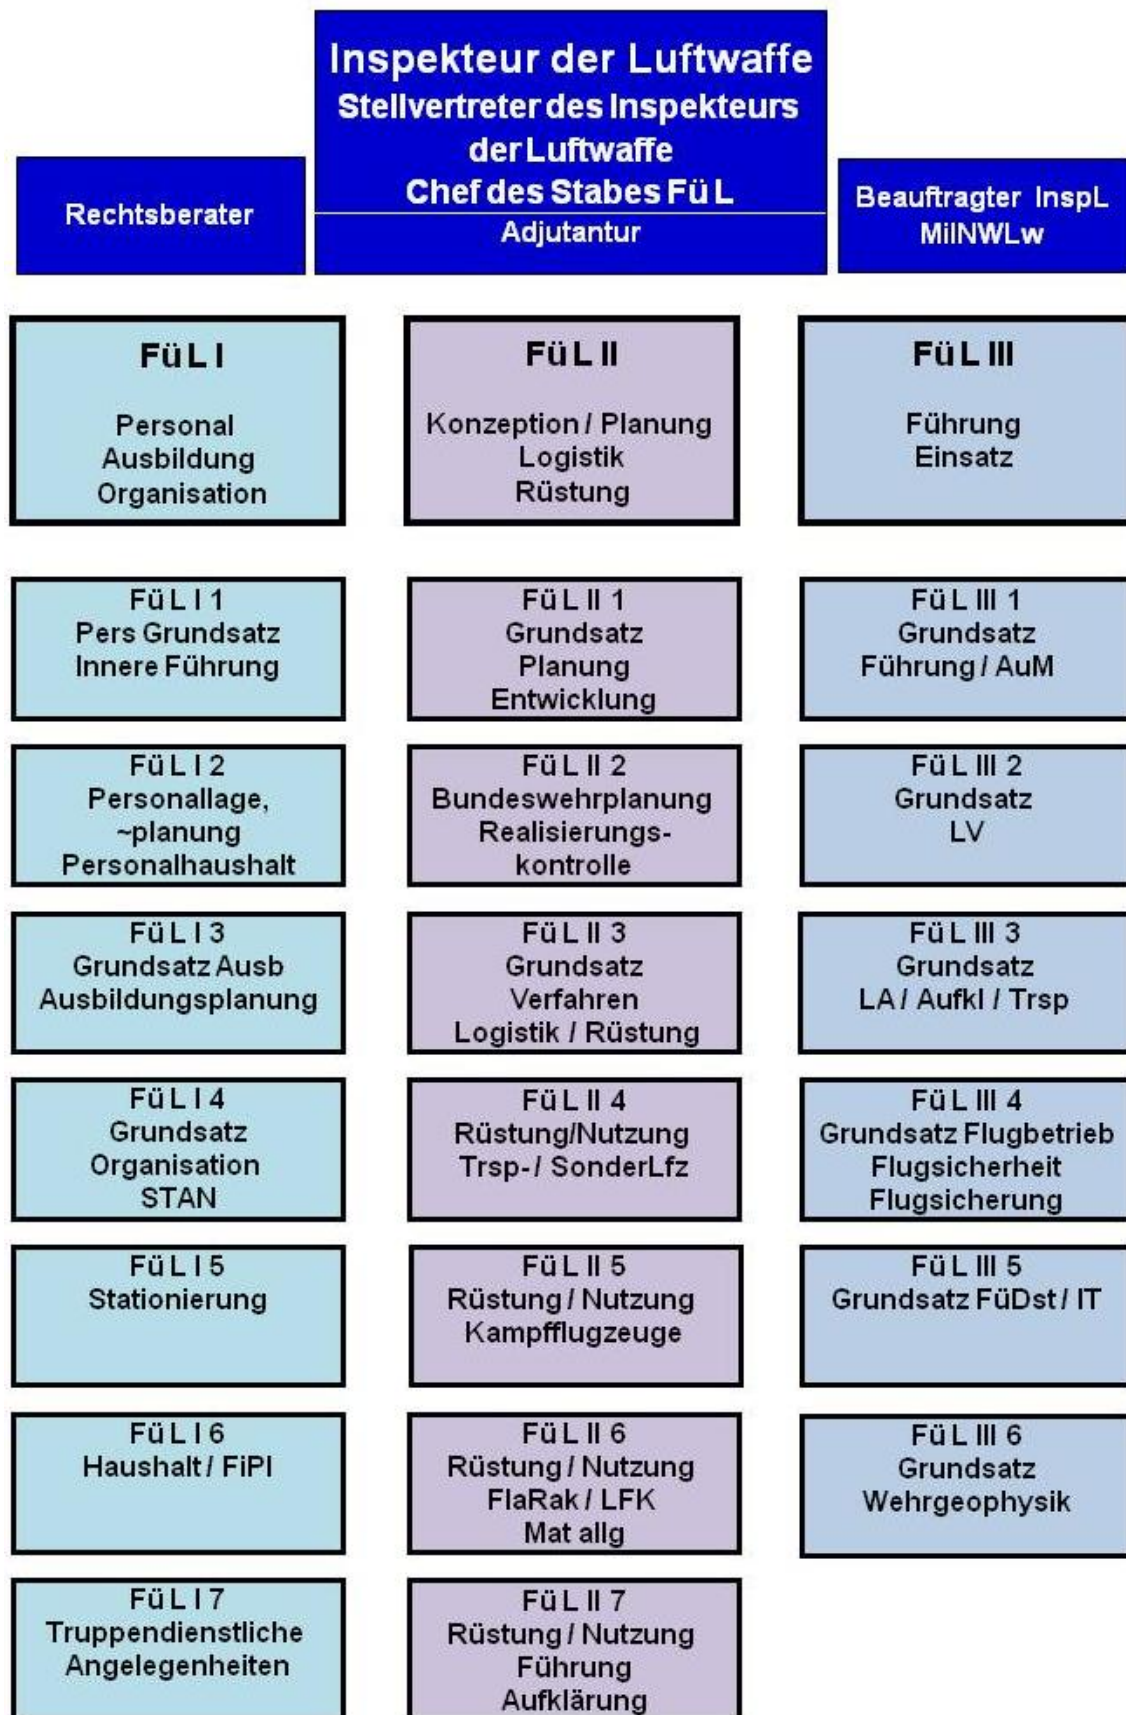 Inspekteur der Luftwaffe
Stellvertreter des Inspekteurs
der Luftwaffe
Chef des Stabes Fü L
Adjutantur
Rechtsberater
Beauftragter InspL
MilNWLw
Fü L I
Personal
Ausbildung
Organisation
Fü L II
Konzeption / Planung
Logistik
Rüstung
Fü L III
Führung
Einsatz
Fü L I 1
Pers Grundsatz
Innere Führung
Fü L II 1
Grundsatz
Planung
Entwicklung
Fü L III 1
Grundsatz
Führung / AuM
Fü L I 2
Personallage,
~planung
Personalhaushalt
Fü L II 2
Bundeswehrplanung
Realisierungs-
kontrolle
Fü L III 2
Grundsatz
LV
Fü L I 3
Grundsatz Ausb
Ausbildungsplanung
Fü L II 3
Grundsatz
Verfahren
Logistik / Rüstung
Fü L III 3
Grundsatz
LA / Aufkl / Trsp
Fü L I 4
Grundsatz
Organisation
STAN
Fü L II 4
Rüstung/Nutzung
Trsp- / SonderLfz
Fü L III 4
Grundsatz Flugbetrieb
Flugsicherheit
Flugsicherung
Fü L I 5
Stationierung
Fü L II 5
Rüstung / Nutzung
Kampfflugzeuge
Fü L III 5
Grundsatz FüDst / IT
Fü L I 6
Haushalt / FiPl
Fü L II 6
Rüstung / Nutzung
FlaRak / LFK
Mat allg
Fü L III 6
Grundsatz
Wehrgeophysik
Fü L I 7
Truppendienstliche
Angelegenheiten
Fü L II 7
Rüstung / Nutzung
Führung
Aufklärung